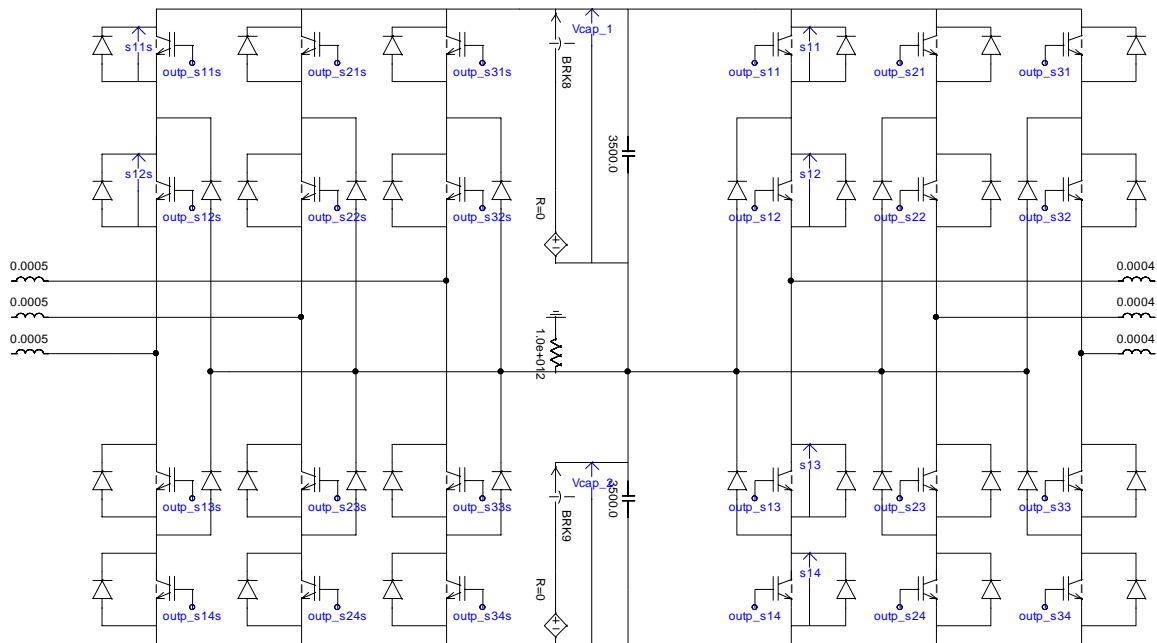 s11s
outp_s11s
outp_s21s
outp_s31s
BRK8
Vcap_1
3500.0
outp_s11
s11
outp_s21
outp_s31
s12s
outp_s12s
outp_s22s
outp_s32s
R=0
outp_s12
s12
outp_s22
outp_s32
0.0005
0.0005
0.0005
1.0e+012
0.0004
0.0004
0.0004
outp_s13s
outp_s23s
outp_s33s
BRK9
Vcap_2
3500.0
outp_s13
s13
outp_s23
outp_s33
outp_s14s
outp_s24s
outp_s34s
R=0
outp_s14
s14
outp_s24
outp_s34